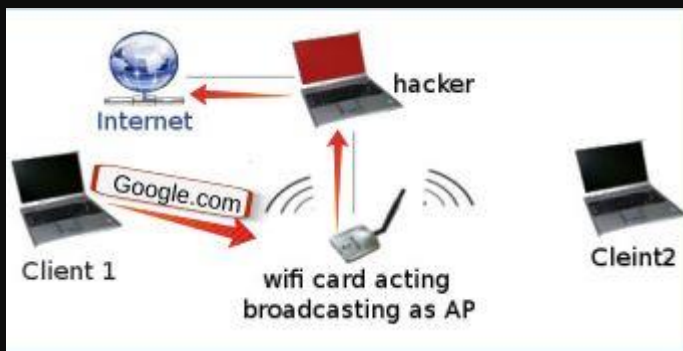 hacker
Internet
Google.com
Client 1
wifi card acting
broadcasting as AP
Cleint2